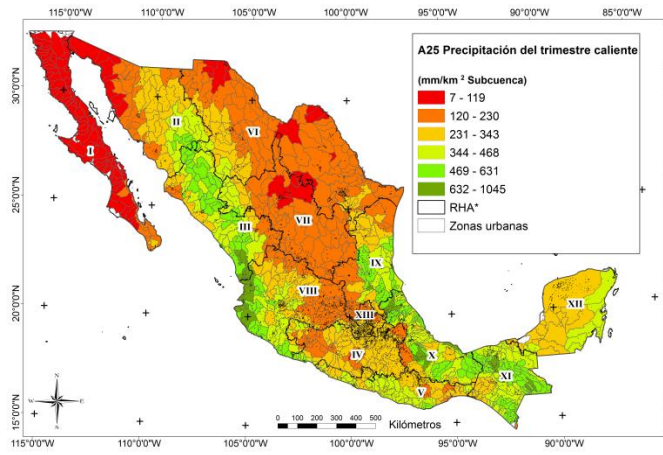 115°0'0"W
110°0'0"W
105°0'0"W
100°0'0"W
95°0'0"W
90°0'0"W
85°0'0"W
A25 Precipitación del trimestre caliente
(mm/km 2 Subcuenca)
7 - 119
120 - 230
231 - 343
344 - 468
469 - 631
632 - 1045
RHA*
Zonas urbanas
30°0'0"N
25°0'0"N
20°0'0"N
15°0'0"N
I
II
III
IV
V
VI
VII
VIII
IX
X
XI
XII
XIII
N
W
E
S
0 100 200 300 400 500
Kilómetros
115°0'0"W
110°0'0"W
105°0'0"W
100°0'0"W
95°0'0"W
90°0'0"W